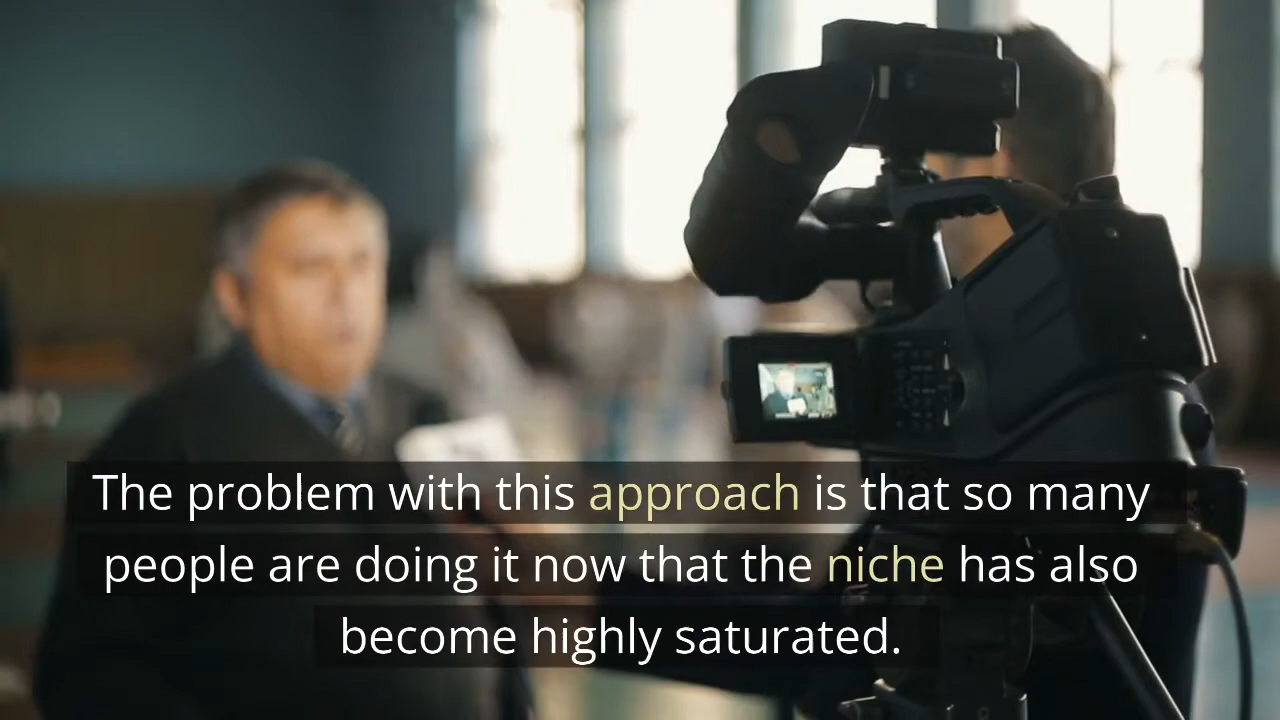 The problem with this approach is that so many
people are doing it now that the niche has also
become highly saturated.